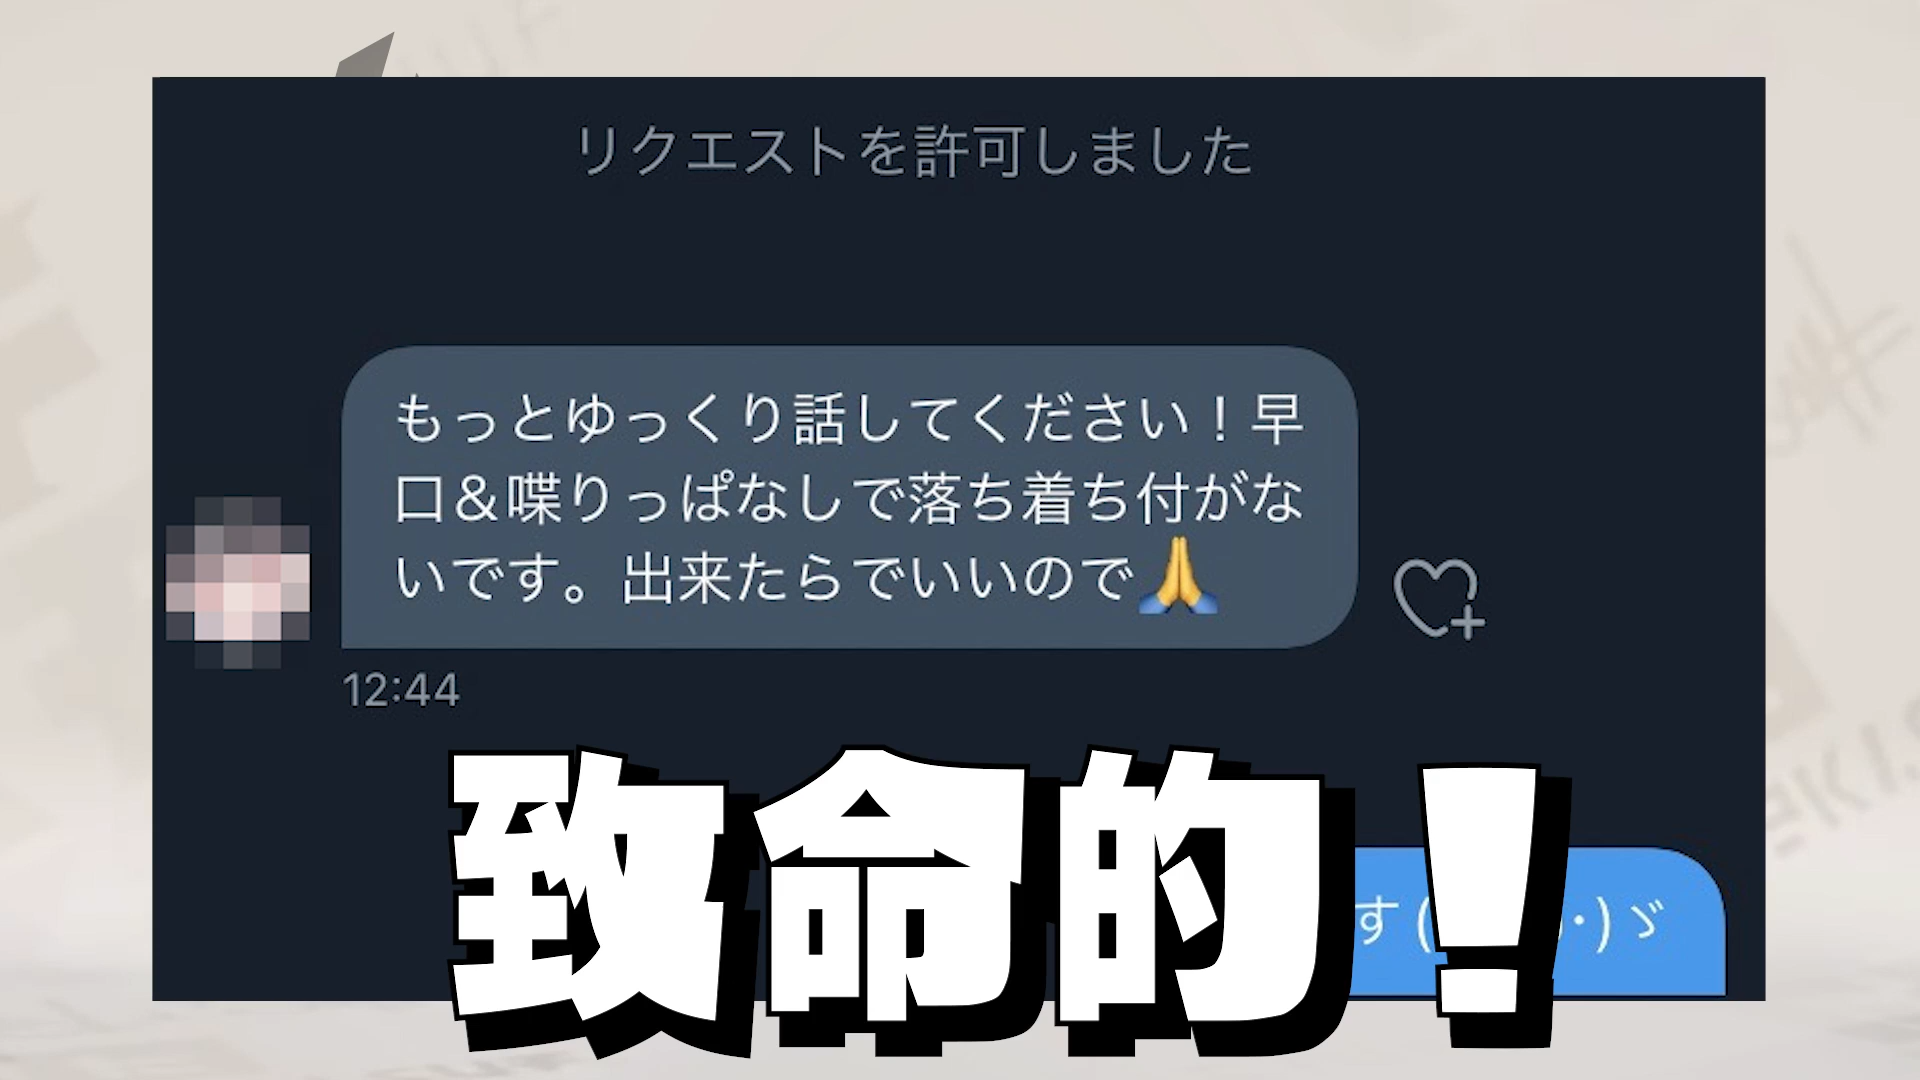 リクエストを許可しました
もっとゆっくり話してください！早
口＆喋りっぱなしで落ち着ち付がな
いです。出来たらでいいので🙏
12:44
す( ･)ゞ
致命的！